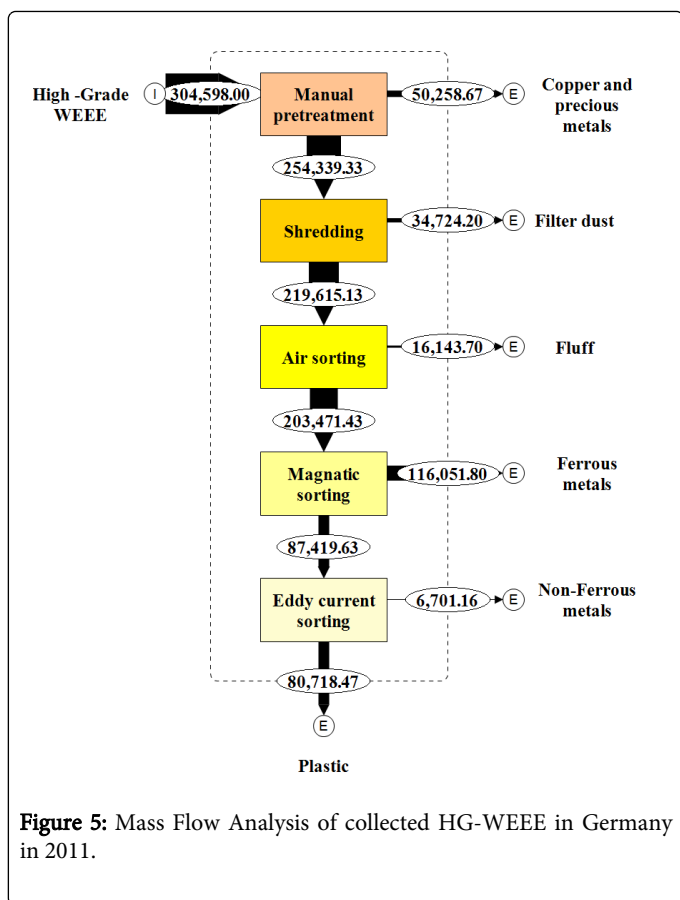 High -Grade
WEEE
I
304,598.00
Manual
pretreatment
50,258.67
E
Copper and
precious
metals
254,339.33
Shredding
34,724.20
E
Filter dust
219,615.13
Air sorting
16,143.70
E
Fluff
203,471.43
Magnatic
sorting
116,051.80
E
Ferrous
metals
87,419.63
Eddy current
sorting
6,701.16
E
Non-Ferrous
metals
80,718.47
E
Plastic
Figure 5: Mass Flow Analysis of collected HG-WEEE in Germany
in 2011.